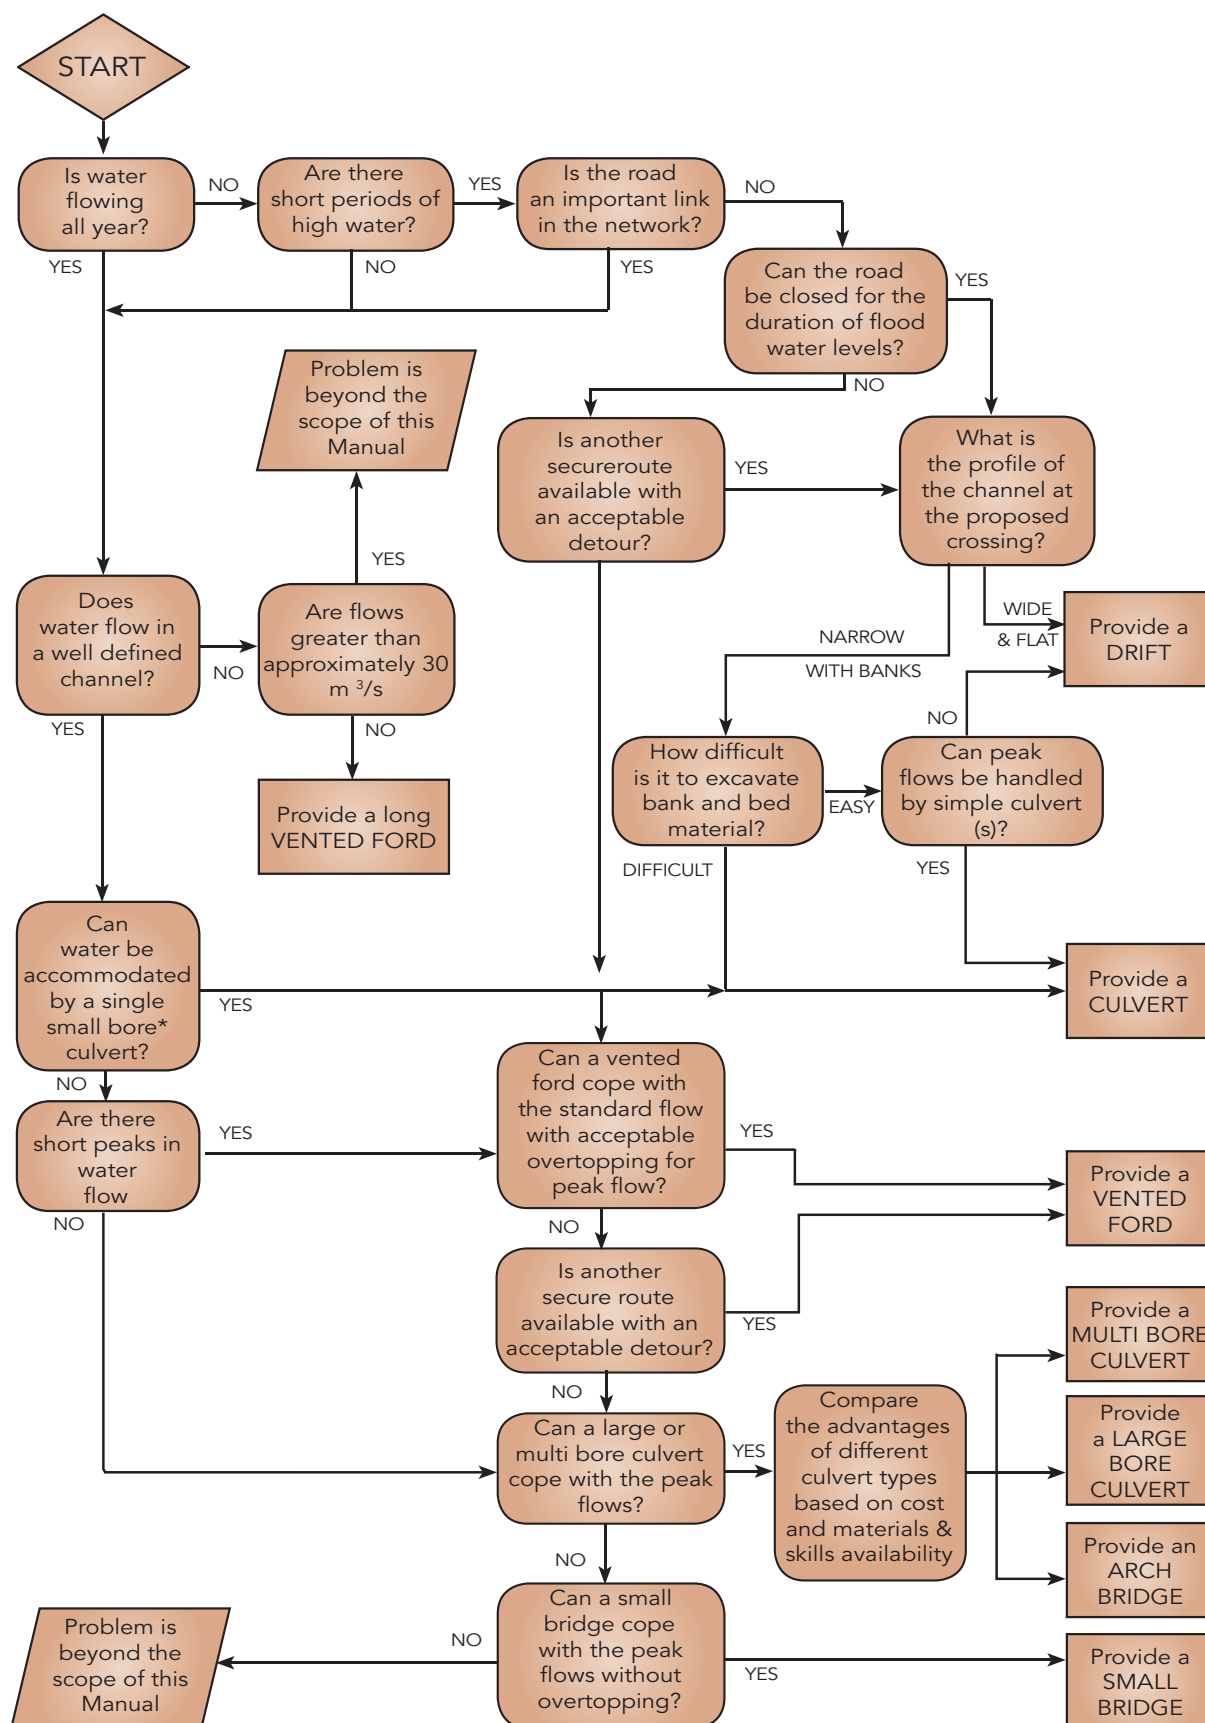 START
Is water
flowing
all year?
NO
Are there
short periods of
high water?
YES
Is the road
an important link
in the network?
NO
YES
NO
YES
Can the road
be closed for the
duration of flood
water levels?
YES
NO
Problem is
beyond the
scope of this
Manual
Is another
secureroute
available with
an acceptable
detour?
YES
What is
the profile of
the channel at
the proposed
crossing?
YES
Does
water flow in
a well defined
channel?
NO
Are flows
greater than
approximately 30
m ³/s
NARROW
WITH BANKS
WIDE
& FLAT
Provide a
DRIFT
YES
NO
NO
Provide a long
VENTED FORD
How difficult
is it to excavate
bank and bed
material?
EASY
Can peak
flows be handled
by simple culvert
(s)?
DIFFICULT
YES
Can
water be
accommodated
by a single
small bore*
culvert?
YES
Provide a
CULVERT
NO
Are there
short peaks in
water
flow
YES
Can a vented
ford cope with
the standard flow
with acceptable
overtopping for
peak flow?
YES
Provide a
VENTED
FORD
NO
NO
Is another
secure route
available with an
acceptable detour?
YES
Provide a
MULTI BORE
CULVERT
NO
Can a large or
multi bore culvert
cope with the peak
flows?
YES
Compare
the advantages
of different
culvert types
based on cost
and materials &
skills availability
Provide
a LARGE
BORE
CULVERT
Provide an
ARCH
BRIDGE
NO
Can a small
bridge cope
with the peak
flows without
overtopping?
NO
Problem is
beyond the
scope of this
Manual
YES
Provide a
SMALL
BRIDGE